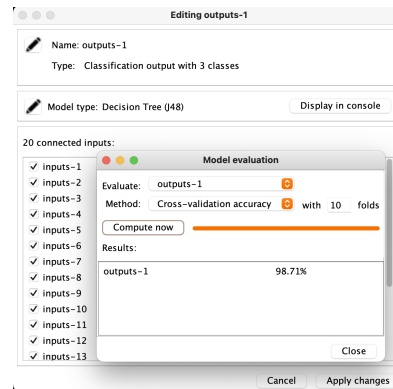 Editing outputs-1
Name: outputs-1
Type: Classification output with 3 classes
Model type: Decision Tree (J48)
Display in console
20 connected inputs:
inputs-1
inputs-2
inputs-3
inputs-4
inputs-5
inputs-6
inputs-7
inputs-8
inputs-9
inputs-10
inputs-11
inputs-12
inputs-13
Model evaluation
Evaluate: outputs-1
Method: Cross-validation accuracy with 10 folds
Compute now
Results:
outputs-1 98.71%
Close
Cancel Apply changes